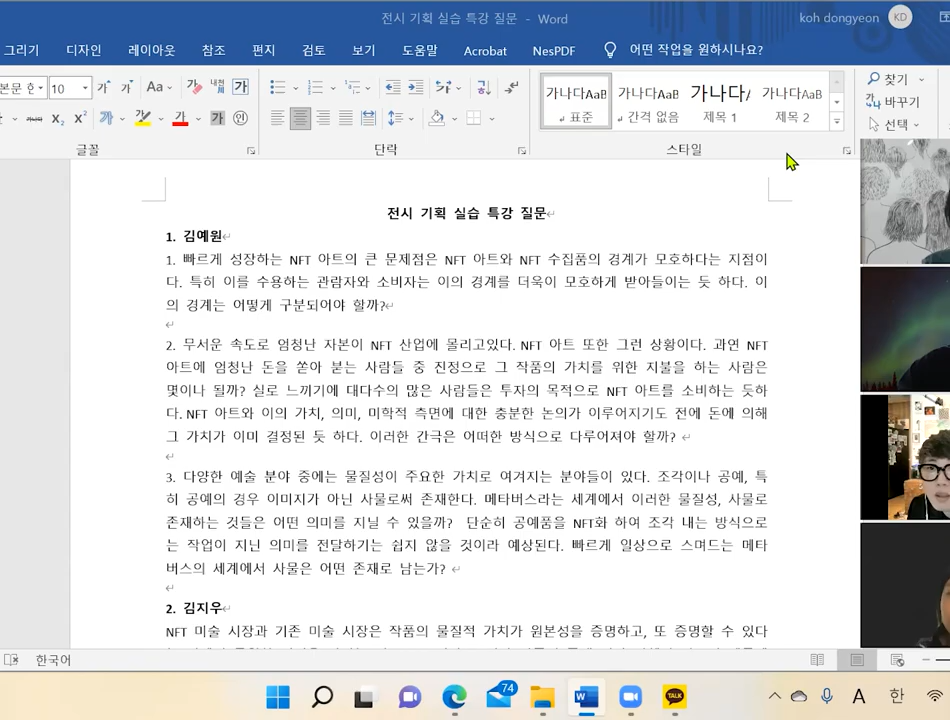 전시 기획 실습 특강 질문 - Word
koh dongyeon
KD
그리기 디자인 레이아웃 참조 편지 검토 보기 도움말 Acrobat NesPDF 어떤 작업을 원하시나요?
10 가 가 Aa 가 내천 가
찾기
바꾸기
선택
가나다AaB 가나다AaB 가나다 가나다AaB
표준 간격 없음 제목 1 제목 2
글꼴 단락 스타일
전시 기획 실습 특강 질문
1. 김예원
1. 빠르게 성장하는 NFT 아트의 큰 문제점은 NFT 아트와 NFT 수집품의 경계가 모호하다는 지점이
다. 특히 이를 수용하는 관람자와 소비자는 이의 경계를 더욱이 모호하게 받아들이는 듯 하다. 이
의 경계는 어떻게 구분되어야 할까?
2. 무서운 속도로 엄청난 자본이 NFT 산업에 몰리고있다. NFT 아트 또한 그런 상황이다. 과연 NFT
아트에 엄청난 돈을 쏟아 붇는 사람들 중 진정으로 그 작품의 가치를 위한 지불을 하는 사람은
몇이나 될까? 실로 느끼기에 대다수의 많은 사람들은 투자의 목적으로 NFT 아트를 소비하는 듯하
다. NFT 아트와 이의 가치, 의미, 미학적 측면에 대한 충분한 논의가 이루어지기도 전에 돈에 의해
그 가치가 이미 결정된 듯 하다. 이러한 간극은 어떠한 방식으로 다루어져야 할까?
3. 다양한 예술 분야 중에는 물질성이 주요한 가치로 여겨지는 분야들이 있다. 조각이나 공예, 특
히 공예의 경우 이미지가 아닌 사물로써 존재한다. 메타버스라는 세계에서 이러한 물질성, 사물로
존재하는 것들은 어떤 의미를 지닐 수 있을까? 단순히 공예품을 NFT화 하여 조각 내는 방식으로
는 작업이 지닌 의미를 전달하기는 쉽지 않을 것이라 예상된다. 빠르게 일상으로 스며드는 메타
버스의 세계에서 사물은 어떤 존재로 남는가?
2. 김지우
NFT 미술 시장과 기존 미술 시장은 작품의 물질적 가치가 원본성을 증명하고, 또 증명할 수 있다
한국어
74
TALK
A 한